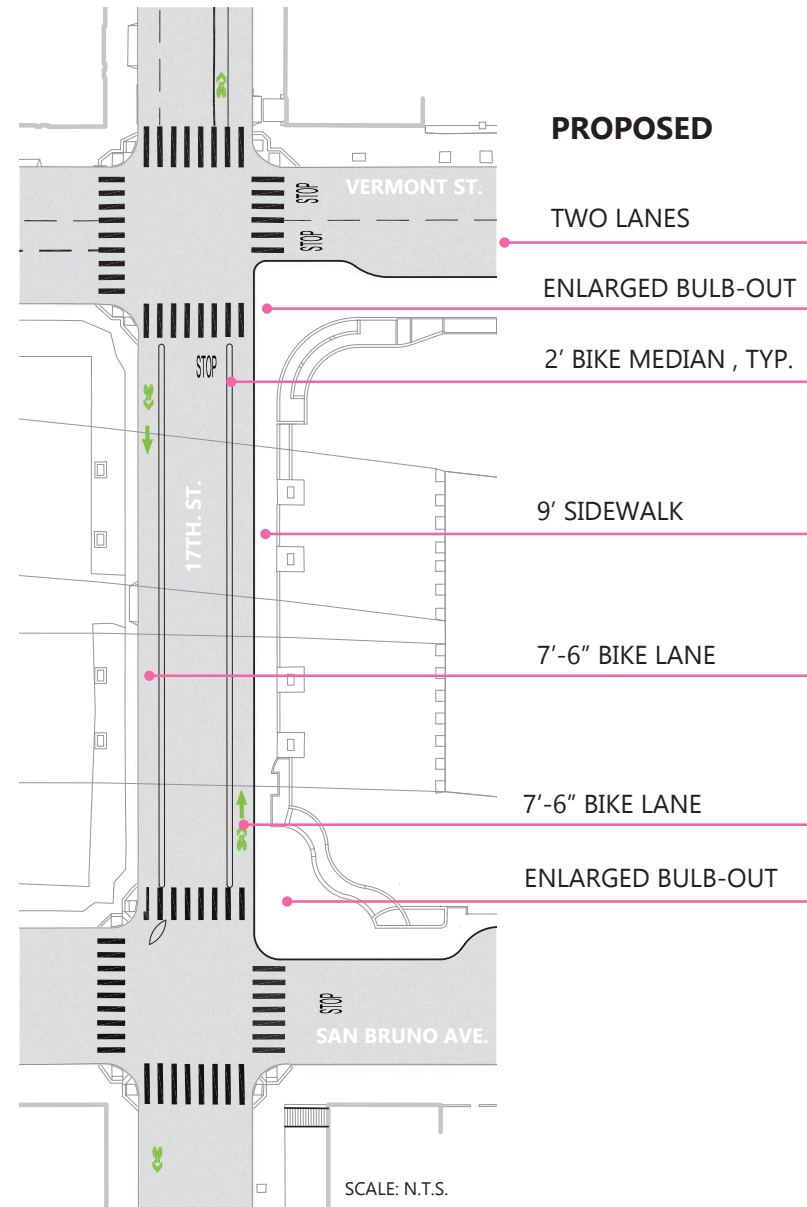 PROPOSED
VERMONT ST.
STOP
STOP
TWO LANES
ENLARGED BULB-OUT
STOP
2' BIKE MEDIAN , TYP.
17TH. ST.
9' SIDEWALK
7'-6" BIKE LANE
7'-6" BIKE LANE
ENLARGED BULB-OUT
STOP
SAN BRUNO AVE.
SCALE: N.T.S.